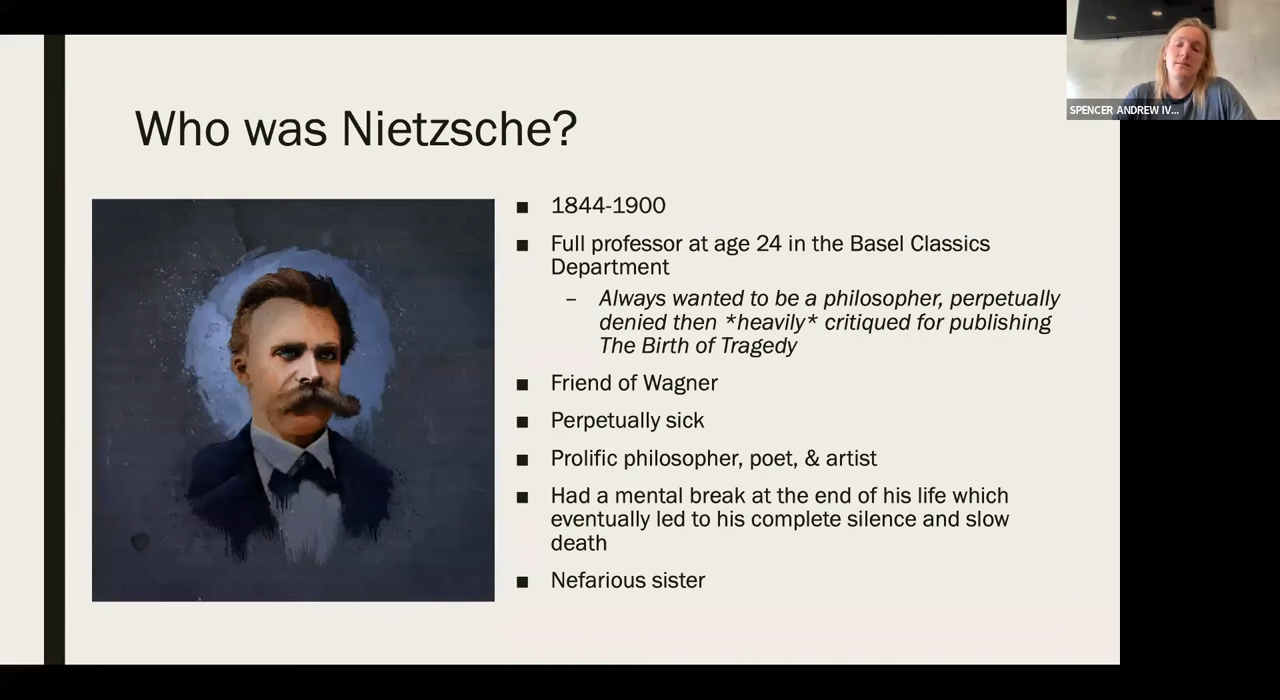 SPENCER ANDREW IV...
Who was Nietzsche?
■ 1844-1900
■ Full professor at age 24 in the Basel Classics
Department
– Always wanted to be a philosopher, perpetually
denied then *heavily* critiqued for publishing
The Birth of Tragedy
■ Friend of Wagner
■ Perpetually sick
■ Prolific philosopher, poet, & artist
■ Had a mental break at the end of his life which
eventually led to his complete silence and slow
death
■ Nefarious sister